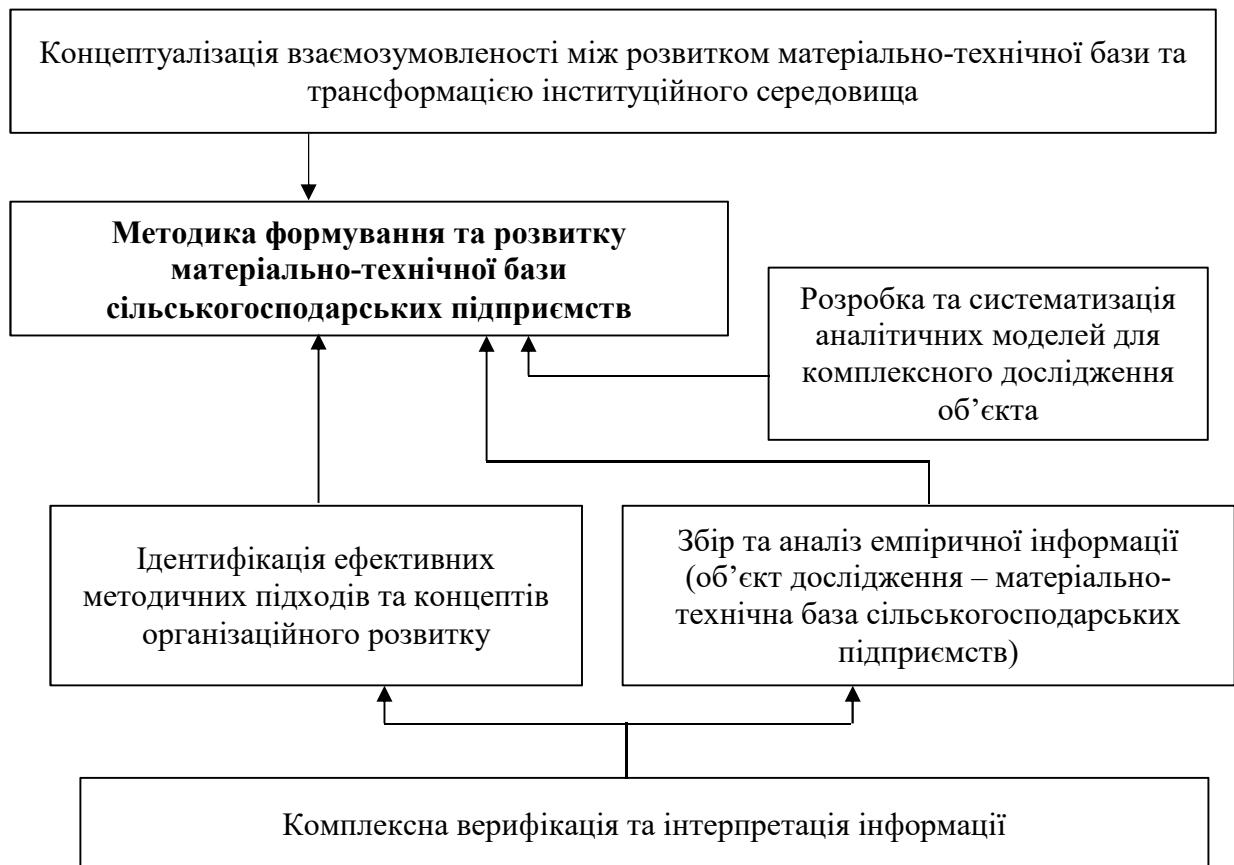 Концептуалізація взаємозумовленості між розвитком матеріально-технічної бази та
трансформацією інституційного середовища
Методика формування та розвитку
матеріально-технічної бази
сільськогосподарських підприємств
Розробка та систематизація
аналітичних моделей для
комплексного дослідження
об’єкта
Ідентифікація ефективних
методичних підходів та концептів
організаційного розвитку
Збір та аналіз емпіричної інформації
(об’єкт дослідження – матеріально-
технічна база сільськогосподарських
підприємств)
Комплексна верифікація та інтерпретація інформації